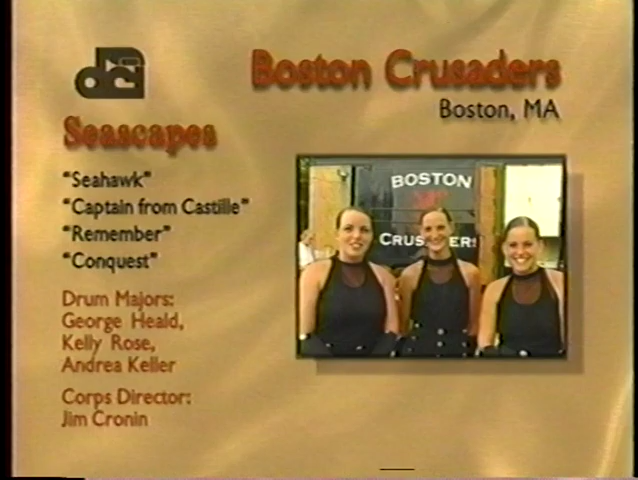 dci
Boston Crusaders
Boston, MA
Seascapes
"Seahawk"
"Captain from Castille"
"Remember"
"Conquest"
Drum Majors:
George Heald,
Kelly Rose,
Andrea Keller
Corps Director:
Jim Cronin
BOSTON
CRUSADERS